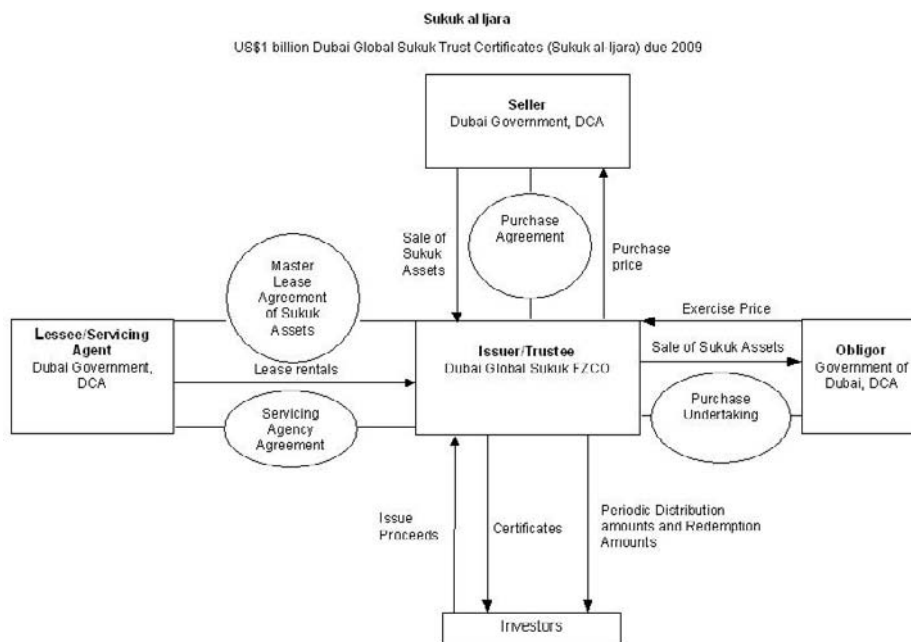 Sukuk al Ijara
US$1 billion Dubai Global Sukuk Trust Certificates (Sukuk al-Ijara) due 2009
Seller
Dubai Government, DCA
Sale of
Sukuk
Assets
Purchase
Agreement
Purchase
price
Master
Lease
Agreement
of Sukuk
Assets
Exercise Price
Lessee/Servicing
Agent
Dubai Government,
DCA
Lease rentals
Issuer/Trustee
Dubai Global Sukuk FZCO
Sale of Sukuk Assets
Obligor
Government of
Dubai, DCA
Servicing
Agency
Agreement
Purchase
Undertaking
Issue
Proceeds
Certificates
Periodic Distribution
amounts and Redemption
Amounts
Investors